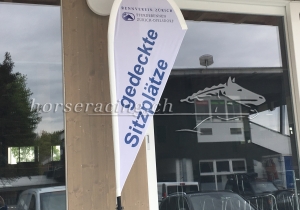 RENNVEREIN ZÜRICH
gedeckte
Sitzplätze
horseracing.ch